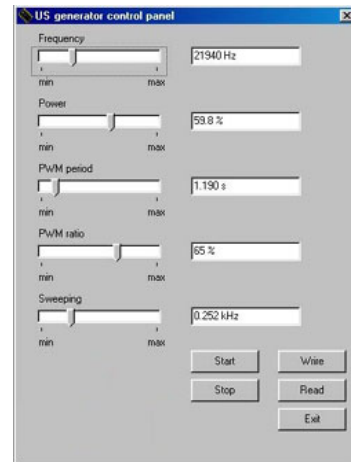 US generator control panel
Frequency
21940 Hz
min max
Power
59.8 %
min max
PWM period
1.190 s
min max
PWM ratio
65 %
min max
Sweeping
0.252 kHz
min max
Start Wriie
Stop Read
Exit